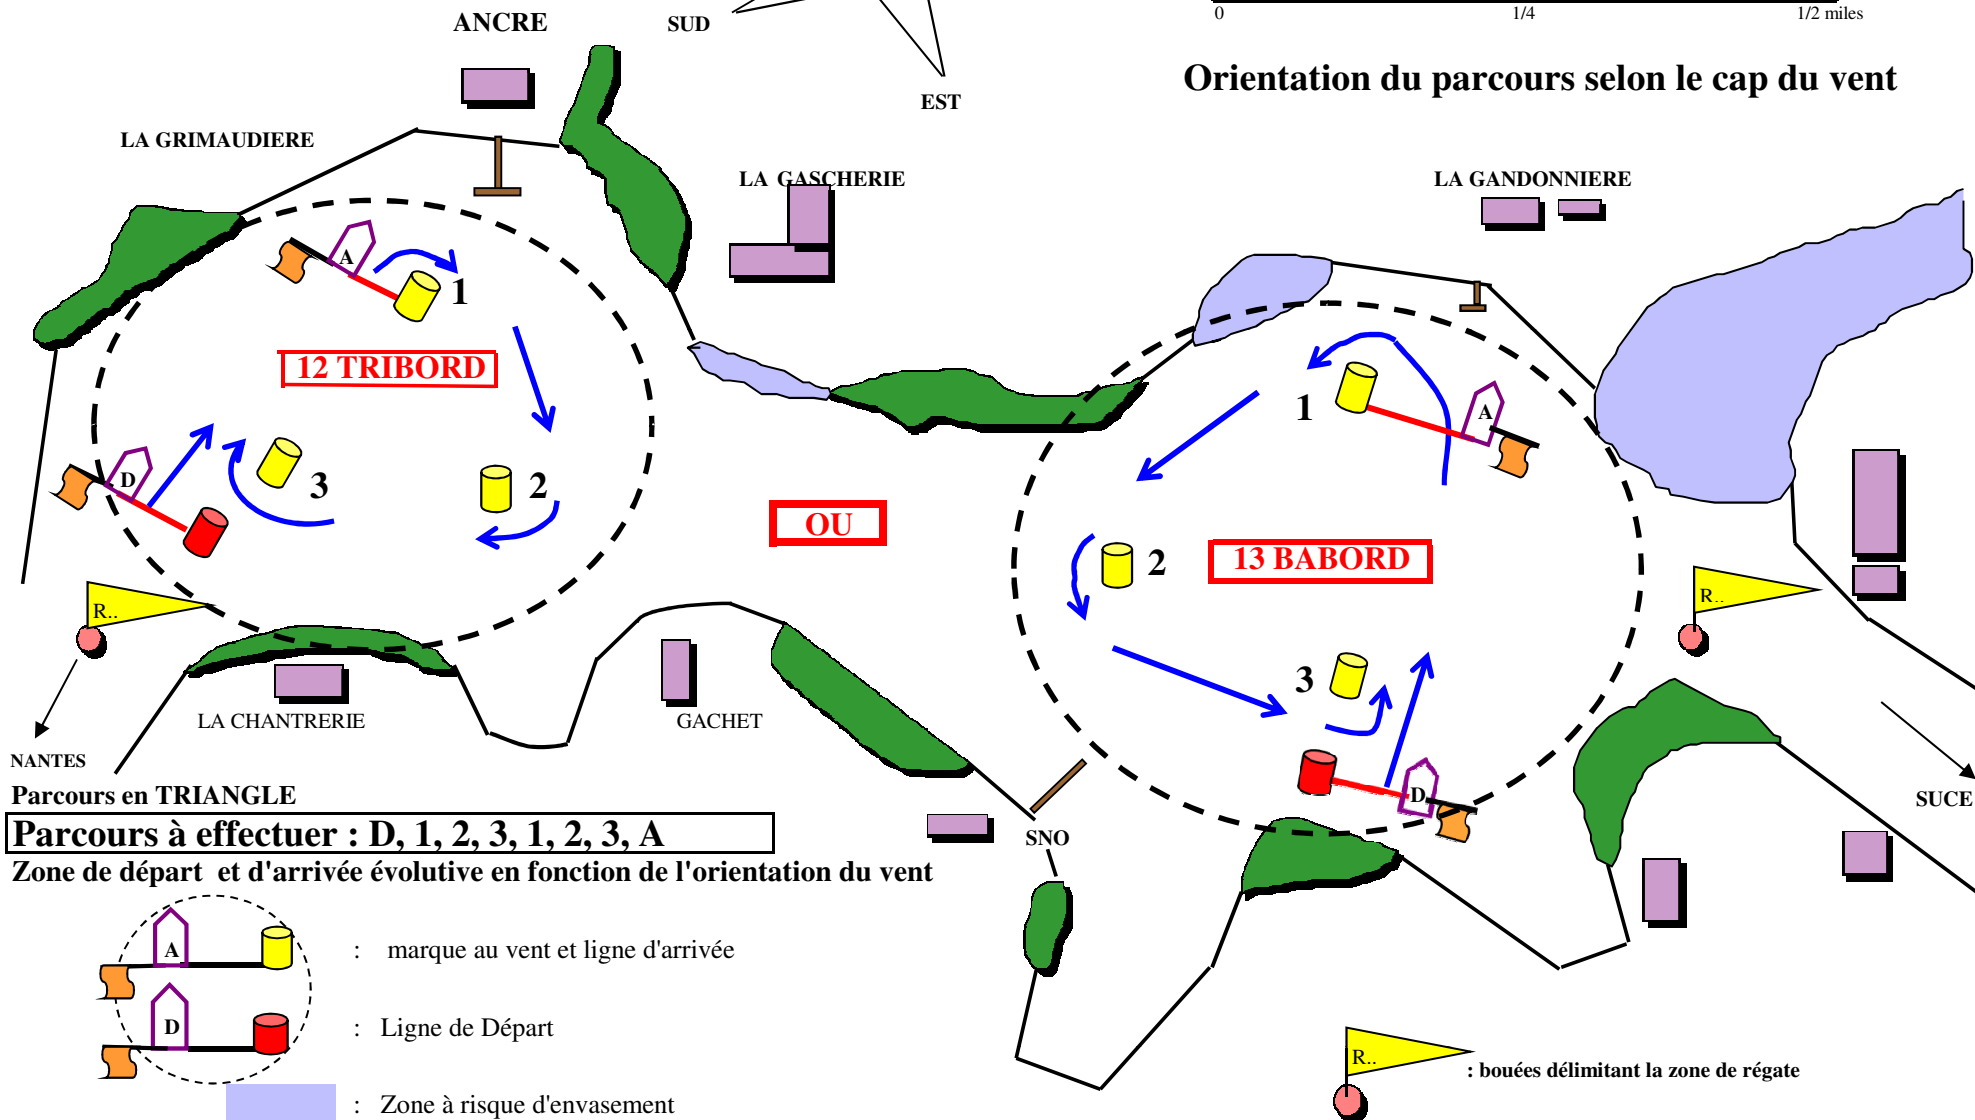 0 1/4 1/2 miles
ANCRE SUD
Orientation du parcours selon le cap du vent
EST
LA GRIMAUDIERE
LA GASCHERIE
LA GANDONNIERE
A
1
12 TRIBORD
1
A
D
3
2
OU
13 BABORD
2
R..
R..
3
LA CHANTRERIE
GACHET
NANTES
D
SUCE
Parcours en TRIANGLE
Parcours à effectuer : D, 1, 2, 3, 1, 2, 3, A
SNO
Zone de départ et d'arrivée évolutive en fonction de l'orientation du vent
A : marque au vent et ligne d'arrivée
D : Ligne de Départ
R.. : bouées délimitant la zone de régate
: Zone à risque d'envasement